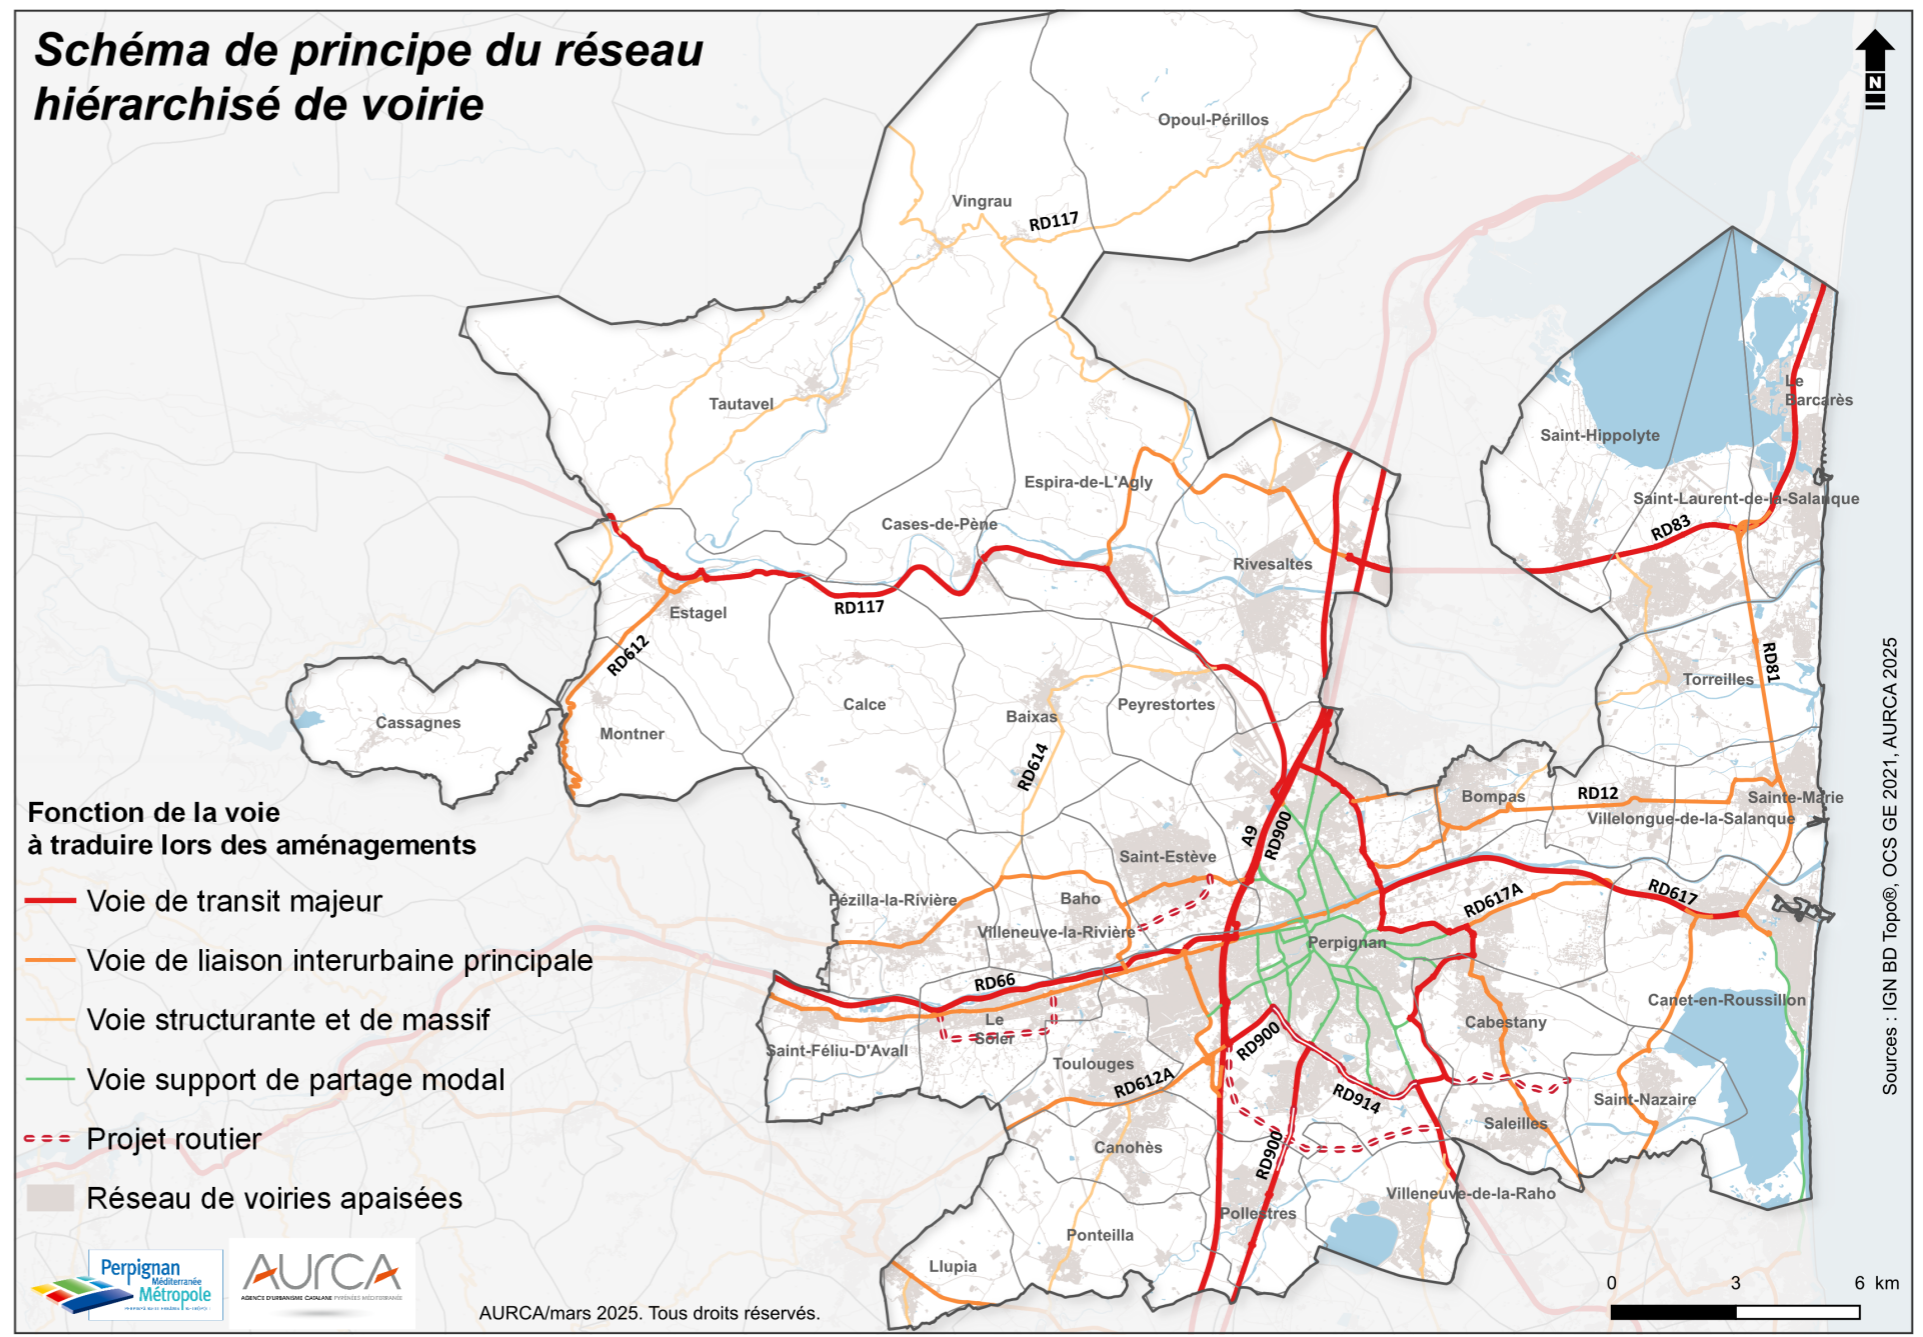 Schéma de principe du réseau
hiérarchisé de voirie
N
Opoul-Périllos
Vingrau
RD117
Tautavel
Le
Barcarès
Saint-Hippolyte
Espira-de-L'Agly
Saint-Laurent-de-la-Salanque
Cases-de-Pène
RD83
Rivesaltes
RD117
Estagel
RD612
RD81
Torreilles
Calce
Peyrestortes
Baixas
Cassagnes
Montner
RD614
Bompas
RD12
Sainte-Marie
Villelongue-de-la-Salanque
A9
RD900
Saint-Estève
RD617A
RD617
Pézilla-la-Rivière
Baho
Villeneuve-la-Rivière
Perpignan
RD66
Canet-en-Roussillon
Le
Soler
Cabestany
Saint-Féliu-D'Avall
RD900
Toulouges
RD612A
RD914
Saint-Nazaire
Saleilles
Canohès
RD900
Villeneuve-de-la-Raho
Pollestres
Ponteilla
Llupia
Fonction de la voie
à traduire lors des aménagements
Voie de transit majeur
Voie de liaison interurbaine principale
Voie structurante et de massif
Voie support de partage modal
Projet routier
Réseau de voiries apaisées
Perpignan
Méditerranée
Métropole
AURCA
AGENCE D'URBANISME CATALANE PYRÉNÉES MÉDITERRANÉE
AURCA/mars 2025. Tous droits réservés.
0 3 6 km
Sources : IGN BD Topo®, OCS GE 2021, AURCA 2025